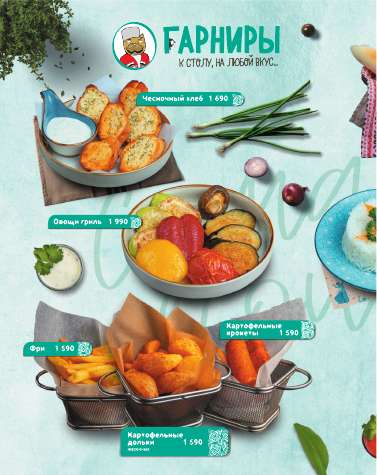 ГАРНИРЫ
К СТОЛУ, НА ЛЮБОЙ ВКУС...
Чесночный хлеб 1 690
Овощи гриль 1 990
Картофельные
крокеты 1 590
Фри 1 590
Картофельные
дольки 1 590